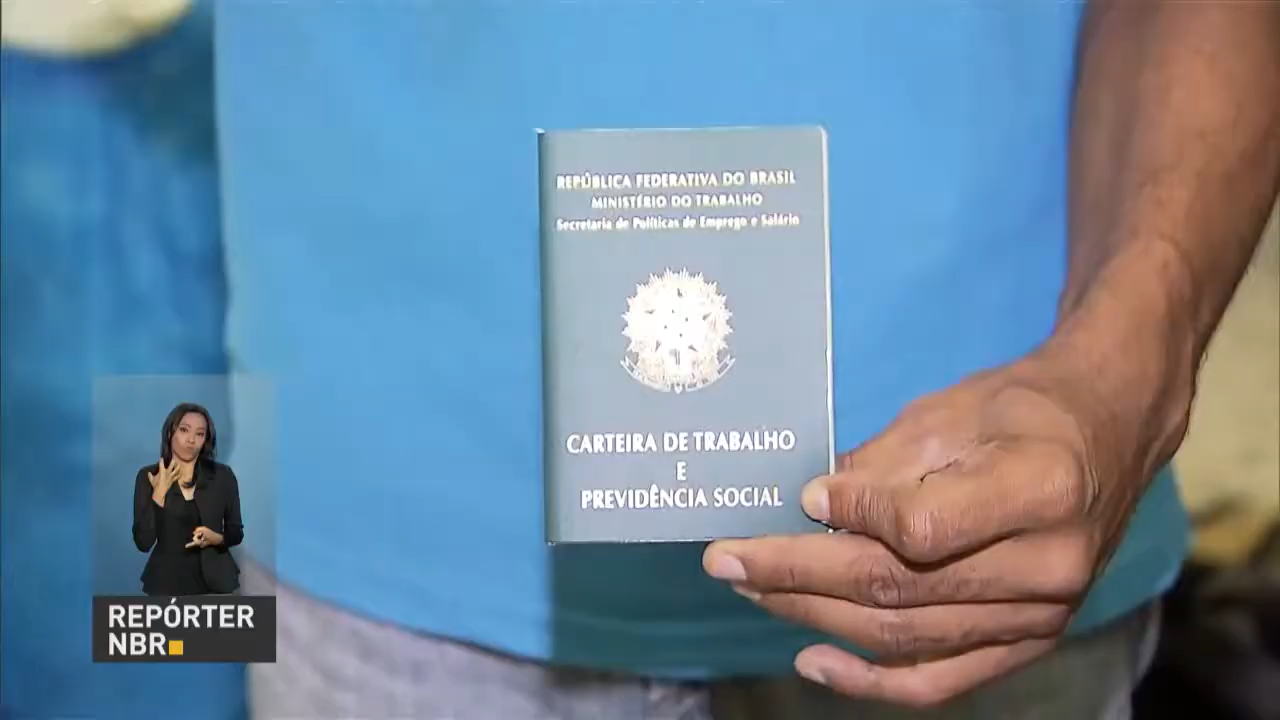 REPÚBLICA FEDERATIVA DO BRASIL
MINISTÉRIO DO TRABALHO
Secretaria de Políticas de Emprego e Salário
CARTEIRA DE TRABALHO
E
PREVIDÊNCIA SOCIAL
REPÓRTER
NBR